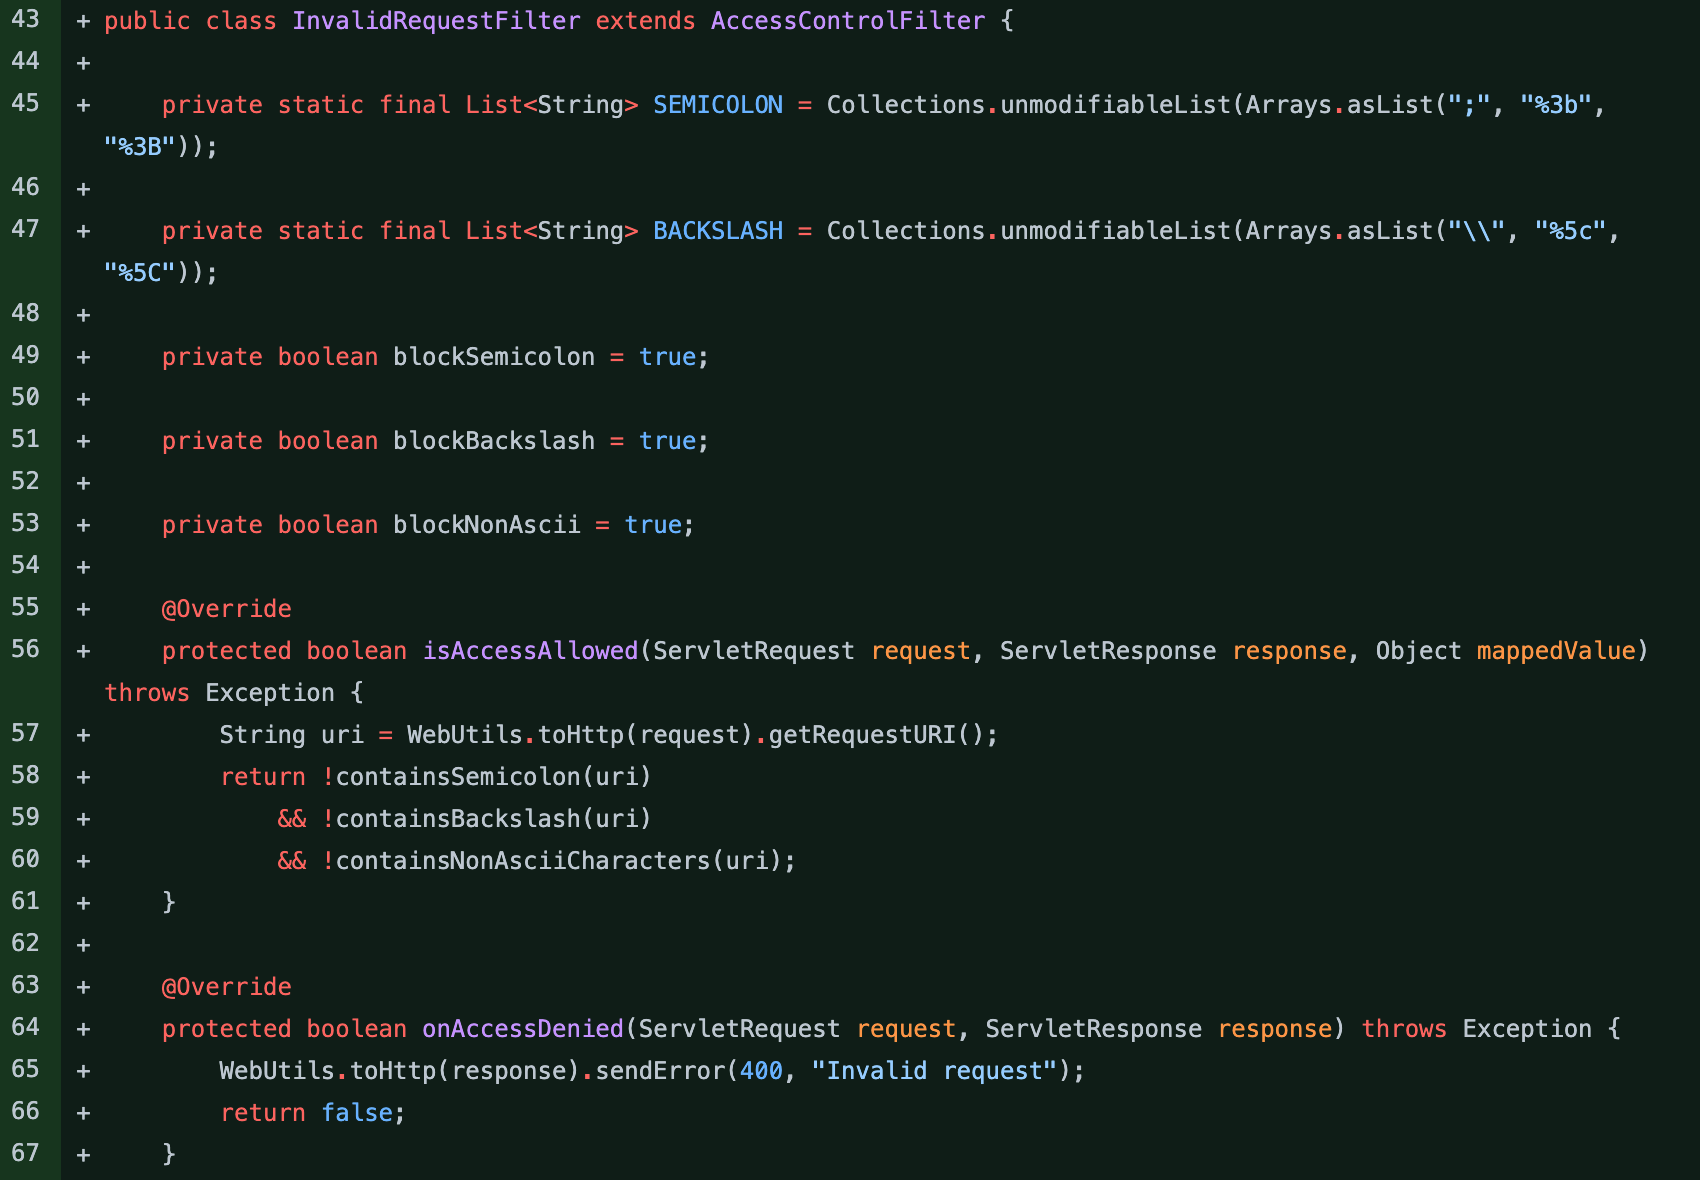 43 + public class InvalidRequestFilter extends AccessControlFilter {
44 +
45 +     private static final List<String> SEMICOLON = Collections.unmodifiableList(Arrays.asList(";", "%3b",
"%3B"));
46 +
47 +     private static final List<String> BACKSLASH = Collections.unmodifiableList(Arrays.asList("\\", "%5c",
"%5C"));
48 +
49 +     private boolean blockSemicolon = true;
50 +
51 +     private boolean blockBackslash = true;
52 +
53 +     private boolean blockNonAscii = true;
54 +
55 +     @Override
56 +     protected boolean isAccessAllowed(ServletRequest request, ServletResponse response, Object mappedValue)
throws Exception {
57 +         String uri = WebUtils.toHttp(request).getRequestURI();
58 +         return !containsSemicolon(uri)
59 +             && !containsBackslash(uri)
60 +             && !containsNonAsciiCharacters(uri);
61 +     }
62 +
63 +     @Override
64 +     protected boolean onAccessDenied(ServletRequest request, ServletResponse response) throws Exception {
65 +         WebUtils.toHttp(response).sendError(400, "Invalid request");
66 +         return false;
67 +     }